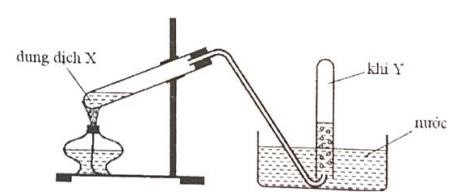 dung dịch X
khí Y
nước